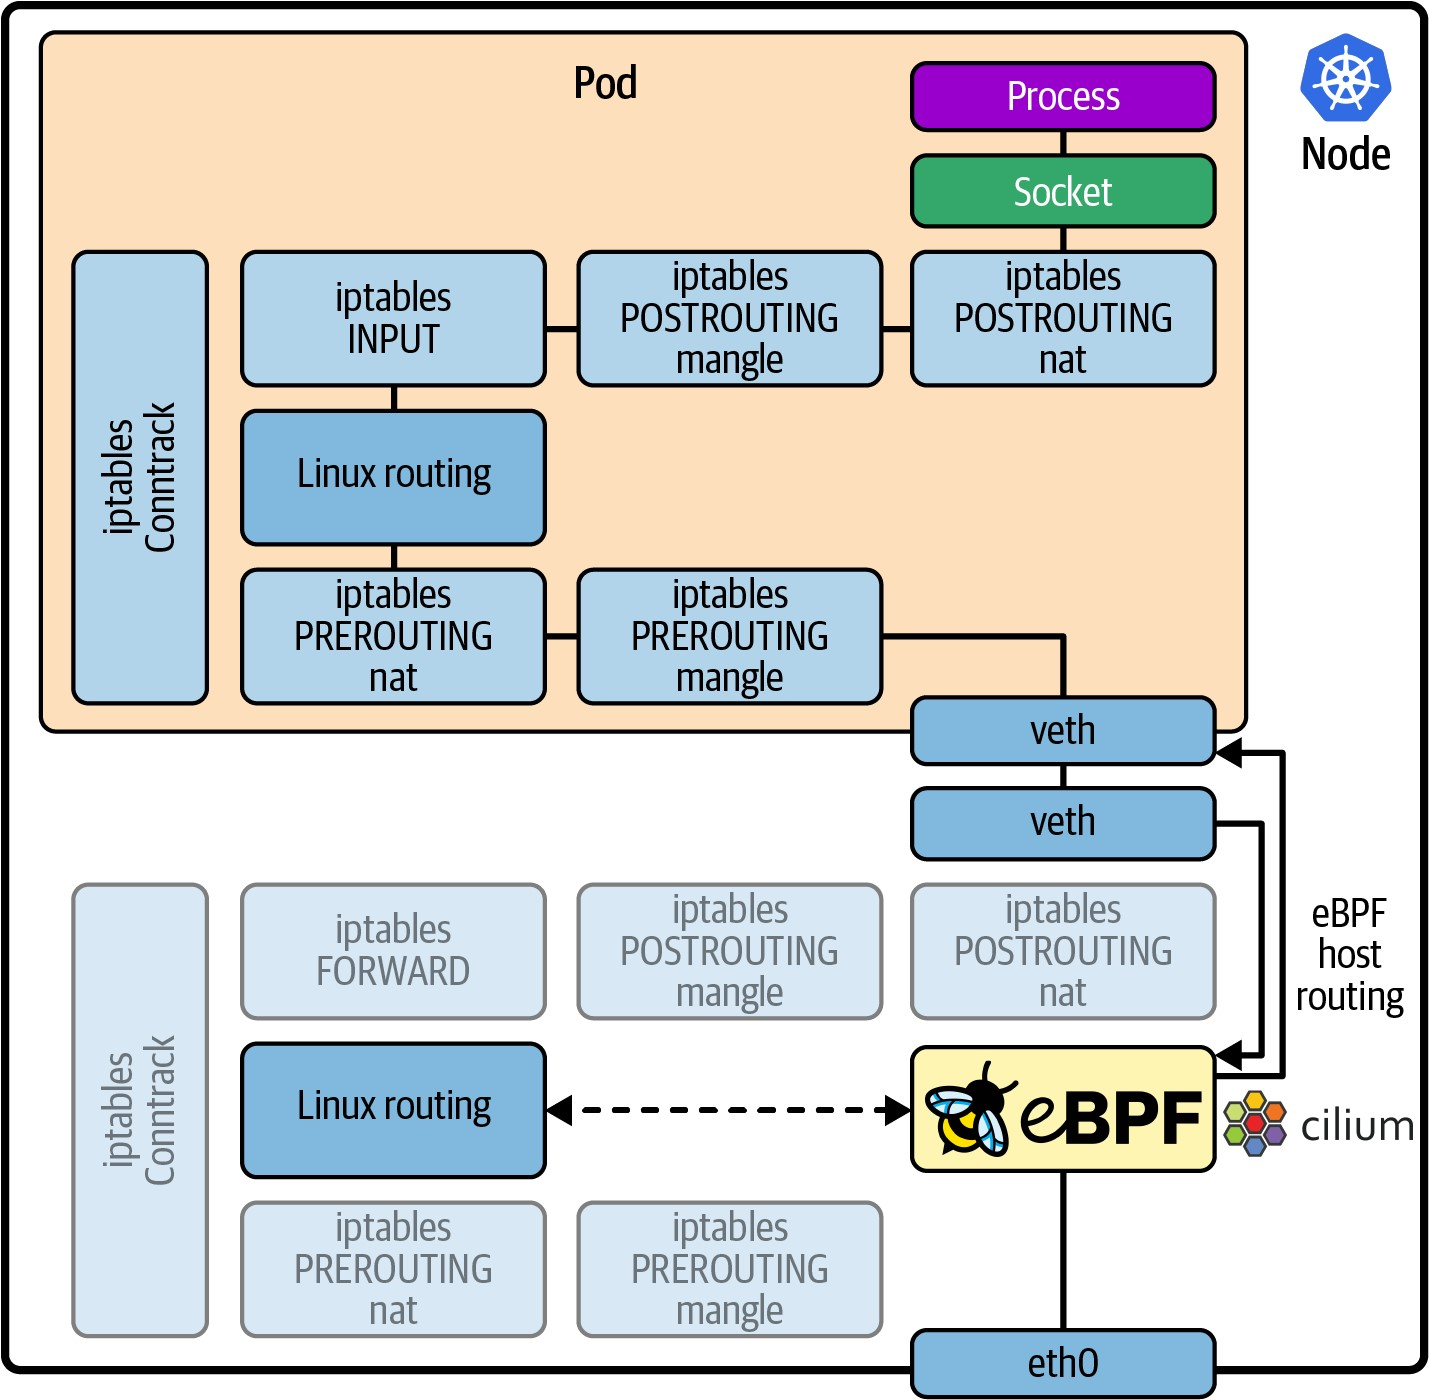 Pod
Process
Node
Socket
iptables
Conntrack
iptables
INPUT
iptables
POSTROUTING
mangle
iptables
POSTROUTING
nat
Linux routing
iptables
PREROUTING
nat
iptables
PREROUTING
mangle
veth
veth
iptables
Conntrack
iptables
FORWARD
iptables
POSTROUTING
mangle
iptables
POSTROUTING
nat
eBPF
host
routing
Linux routing
eBPF
cilium
iptables
PREROUTING
nat
iptables
PREROUTING
mangle
eth0